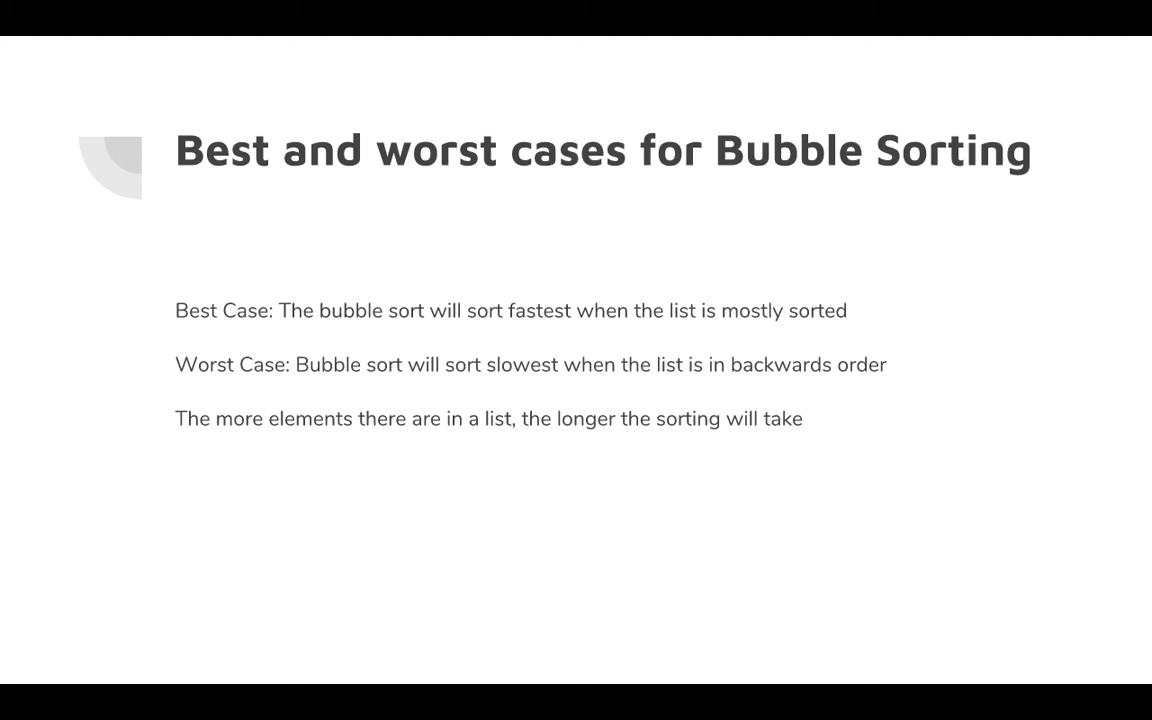 Best and worst cases for Bubble Sorting
Best Case: The bubble sort will sort fastest when the list is mostly sorted
Worst Case: Bubble sort will sort slowest when the list is in backwards order
The more elements there are in a list, the longer the sorting will take